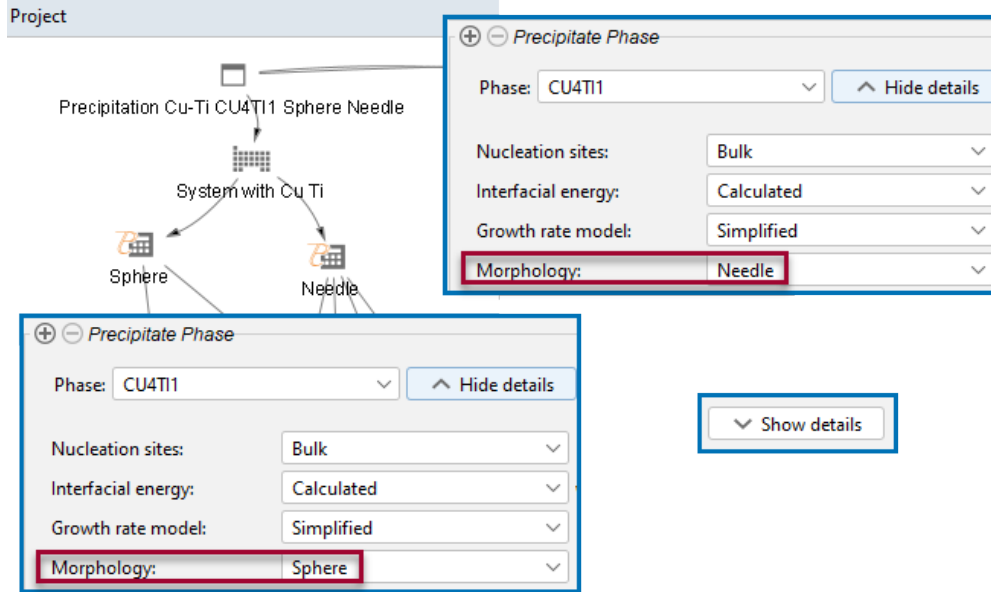 Project
Precipitation Cu-Ti CU4TI1 Sphere Needle
System with Cu Ti
Sphere
Needle
Precipitate Phase
Phase: CU4TI1 Hide details
Nucleation sites: Bulk
Interfacial energy: Calculated
Growth rate model: Simplified
Morphology: Needle
Precipitate Phase
Phase: CU4TI1 Hide details
Nucleation sites: Bulk
Interfacial energy: Calculated
Growth rate model: Simplified
Morphology: Sphere
Show details